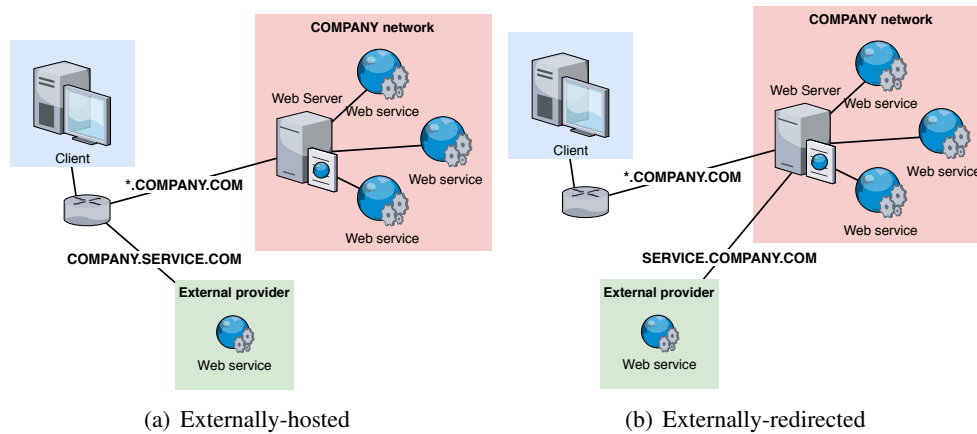 COMPANY network
Web Server
Web service
Web service
Web service
Client
*.COMPANY.COM
COMPANY.SERVICE.COM
External provider
Web service
(a) Externally-hosted
COMPANY network
Web Server
Web service
Web service
Web service
Client
*.COMPANY.COM
SERVICE.COMPANY.COM
External provider
Web service
(b) Externally-redirected